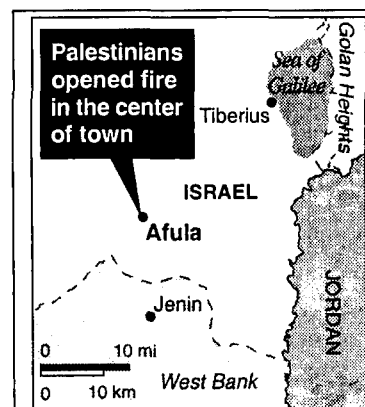 Palestinians
opened fire
in the center
of town
Sea of
Galilee
Golan Heights
Tiberius
ISRAEL
Afula
JORDAN
Jenin
0 10 mi
0 10 km
West Bank